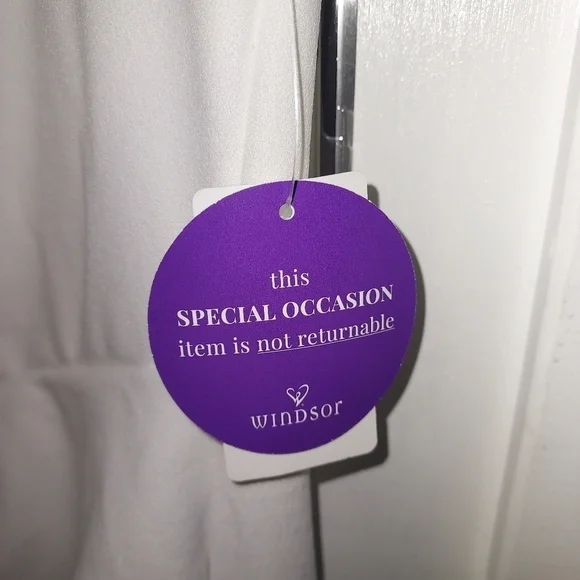 this
SPECIAL OCCASION
item is not returnable
WINDSOR